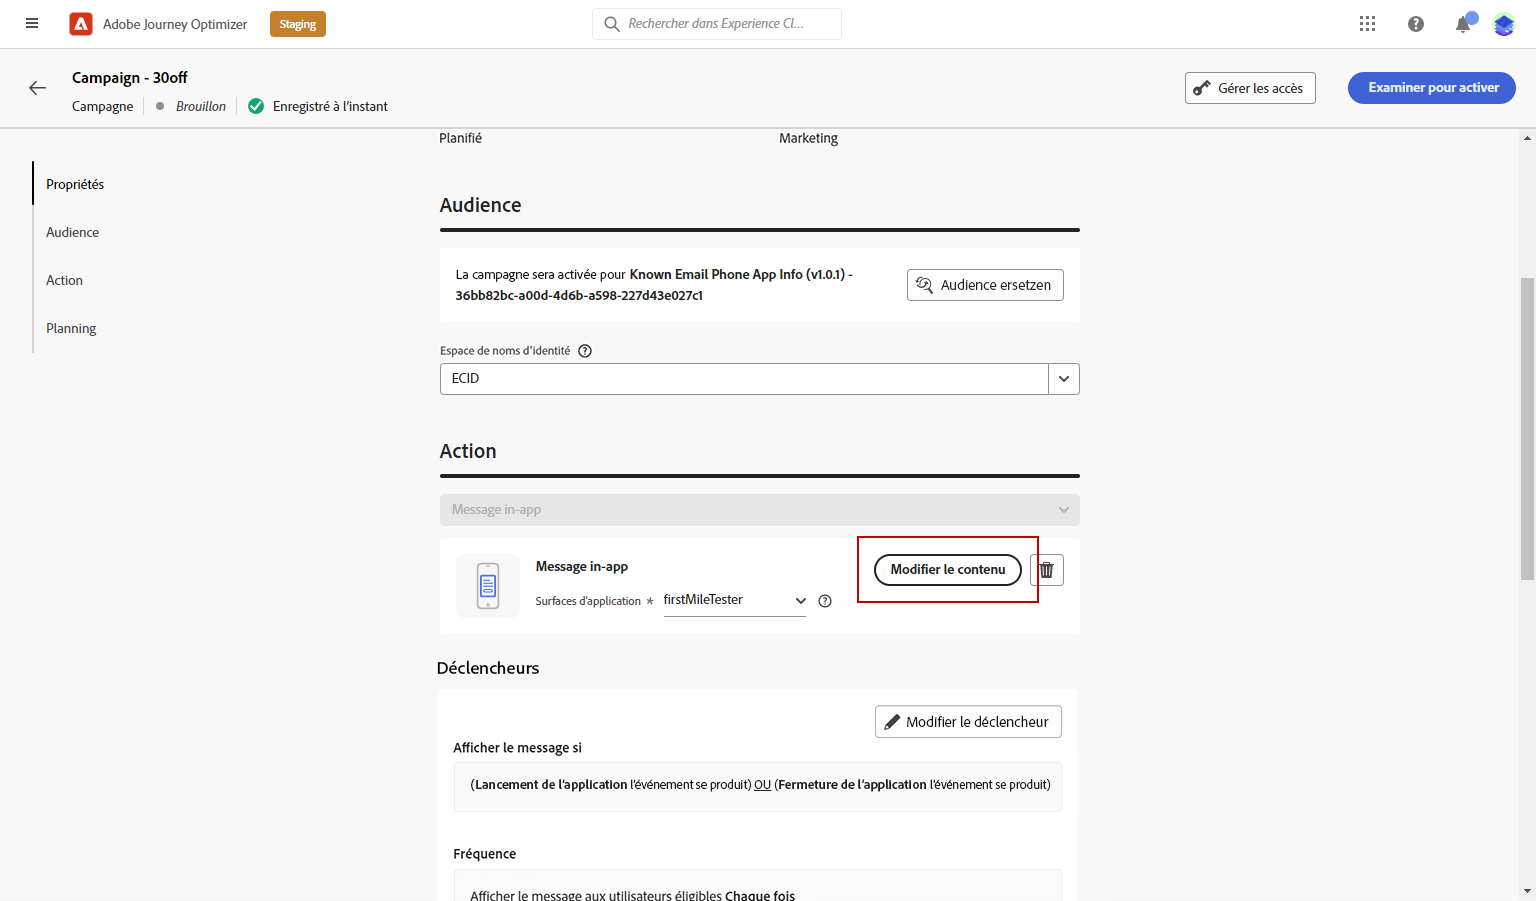 Adobe Journey Optimizer
Staging
Rechercher dans Experience Cl...
Campaign - 30off
Campagne
Brouillon
Enregistré à l'instant
Gérer les accès
Examiner pour activer
Propriétés
Audience
Action
Planning
Planifié
Marketing
Audience
La campagne sera activée pour Known Email Phone App Info (v1.0.1) -
36bb82bc-a00d-4d6b-a598-227d43e027c1
Audience ersetzen
Espace de noms d'identité
ECID
Action
Message in-app
Message in-app
Modifier le contenu
Surfaces d'application * firstMileTester
Déclencheurs
Modifier le déclencheur
Afficher le message si
(Lancement de l'application l'événement se produit) OU (Fermeture de l'application l'événement se produit)
Fréquence
Afficher le message aux utilisateurs éligibles Chaque fois